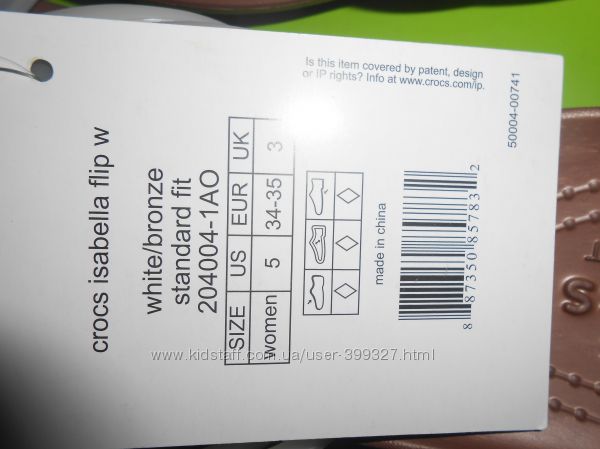 Is this item covered by patent, design
or IP rights? Info at www.crocs.com/ip.
crocs isabella flip w
white/bronze
standard fit
204004-1AO
SIZE US EUR UK
women 5 34-35 3
made in china
8 87350 85783 2
50004-00741
www.kidstaff.com.ua/user-399327.html